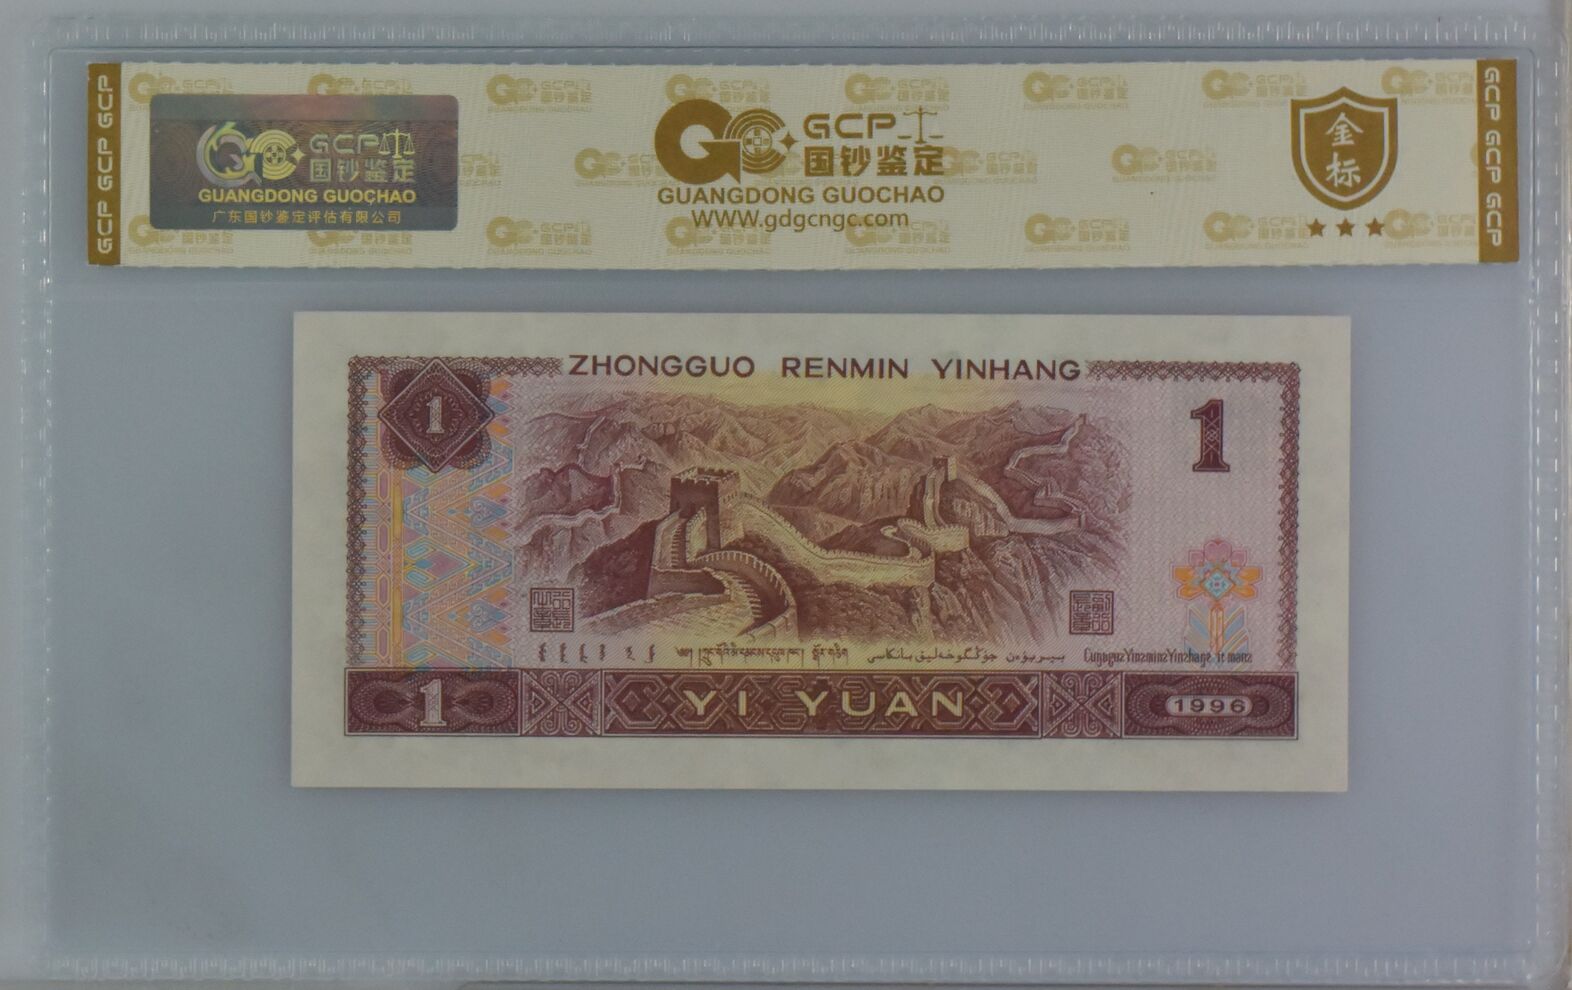 GCP GCP GCP
GCP
国钞鉴定
GUANGDONG GUOCHAO
广东国钞鉴定评估有限公司
GCP
国钞鉴定
GUANGDONG GUOCHAO
WWW.gdgcngc.com
金标
GCP GCP GCP
ZHONGGUO RENMIN YINHANG
1
1
1
YI YUAN
1996